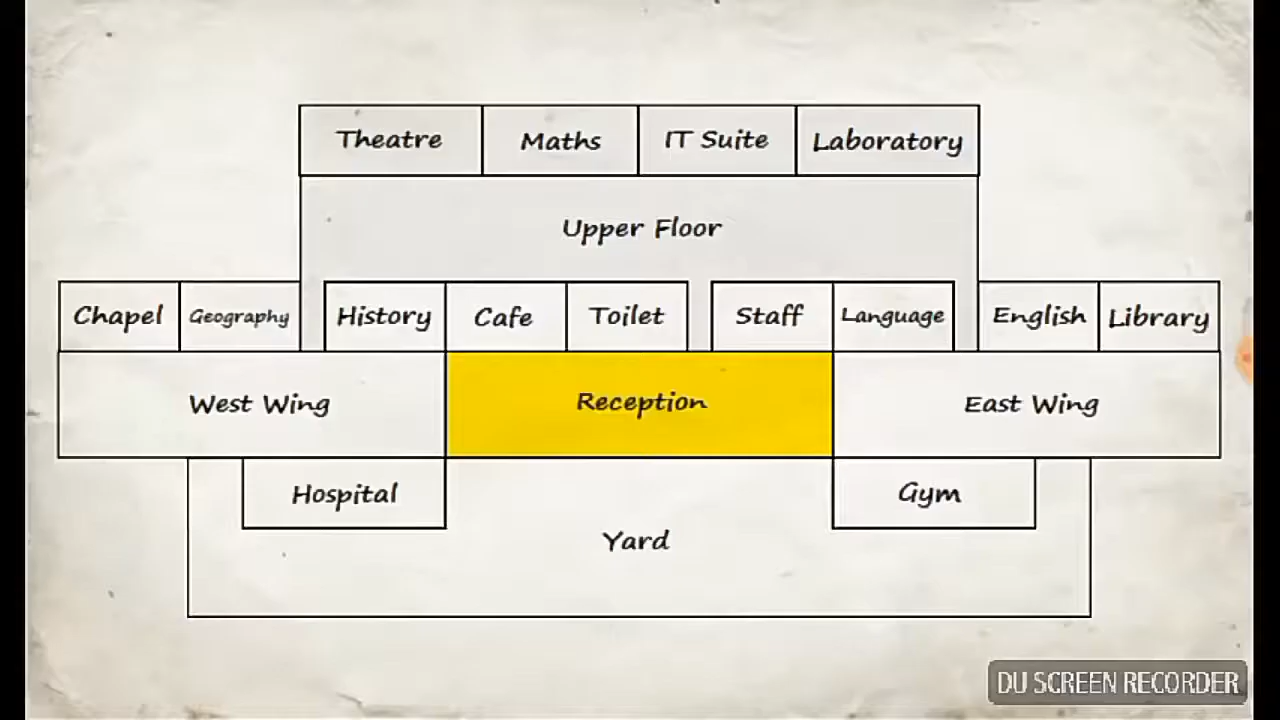 Theatre
Maths
IT Suite
Laboratory
Upper Floor
Chapel
Geography
History
Cafe
Toilet
Staff
Language
English
Library
West Wing
Reception
East Wing
Hospital
Gym
Yard
DU SCREEN RECORDER